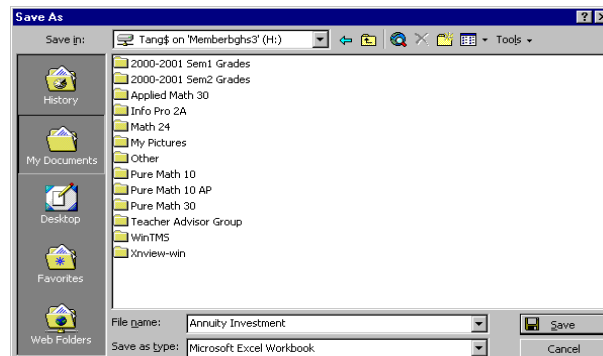 Save As
Save in: Tang$ on 'Memberbghs3' (H:) Tools
History
My Documents
Desktop
Favorites
Web Folders
2000-2001 Sem1 Grades
2000-2001 Sem2 Grades
Applied Math 30
Info Pro 2A
Math 24
My Pictures
Other
Pure Math 10
Pure Math 10 AP
Pure Math 30
Teacher Advisor Group
WinTMS
Xnview-win
File name: Annuity Investment Save
Save as type: Microsoft Excel Workbook Cancel